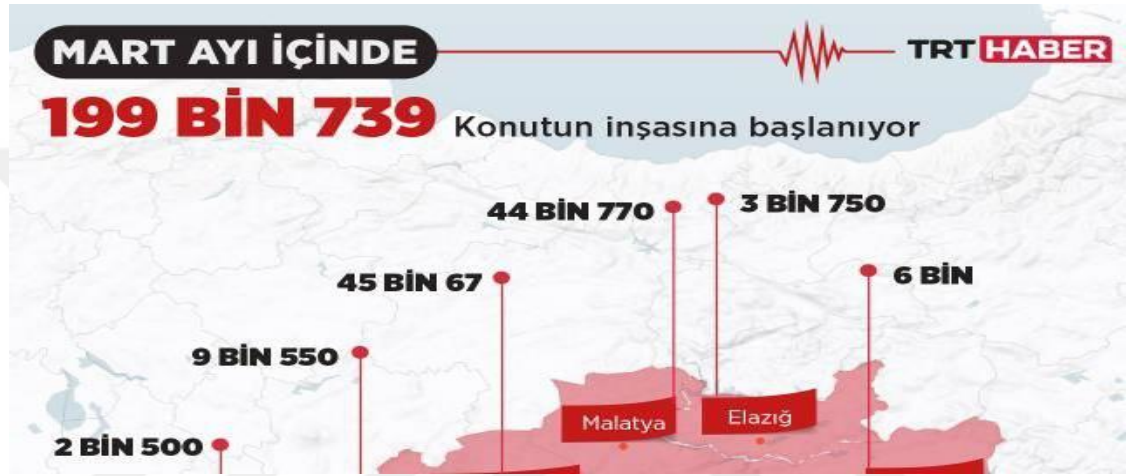 MART AYI İÇİNDE
TRT HABER
199 BİN 739 Konutun inşasına başlanıyor
44 BİN 770
3 BİN 750
45 BİN 67
6 BİN
9 BİN 550
Malatya
Elazığ
2 BİN 500